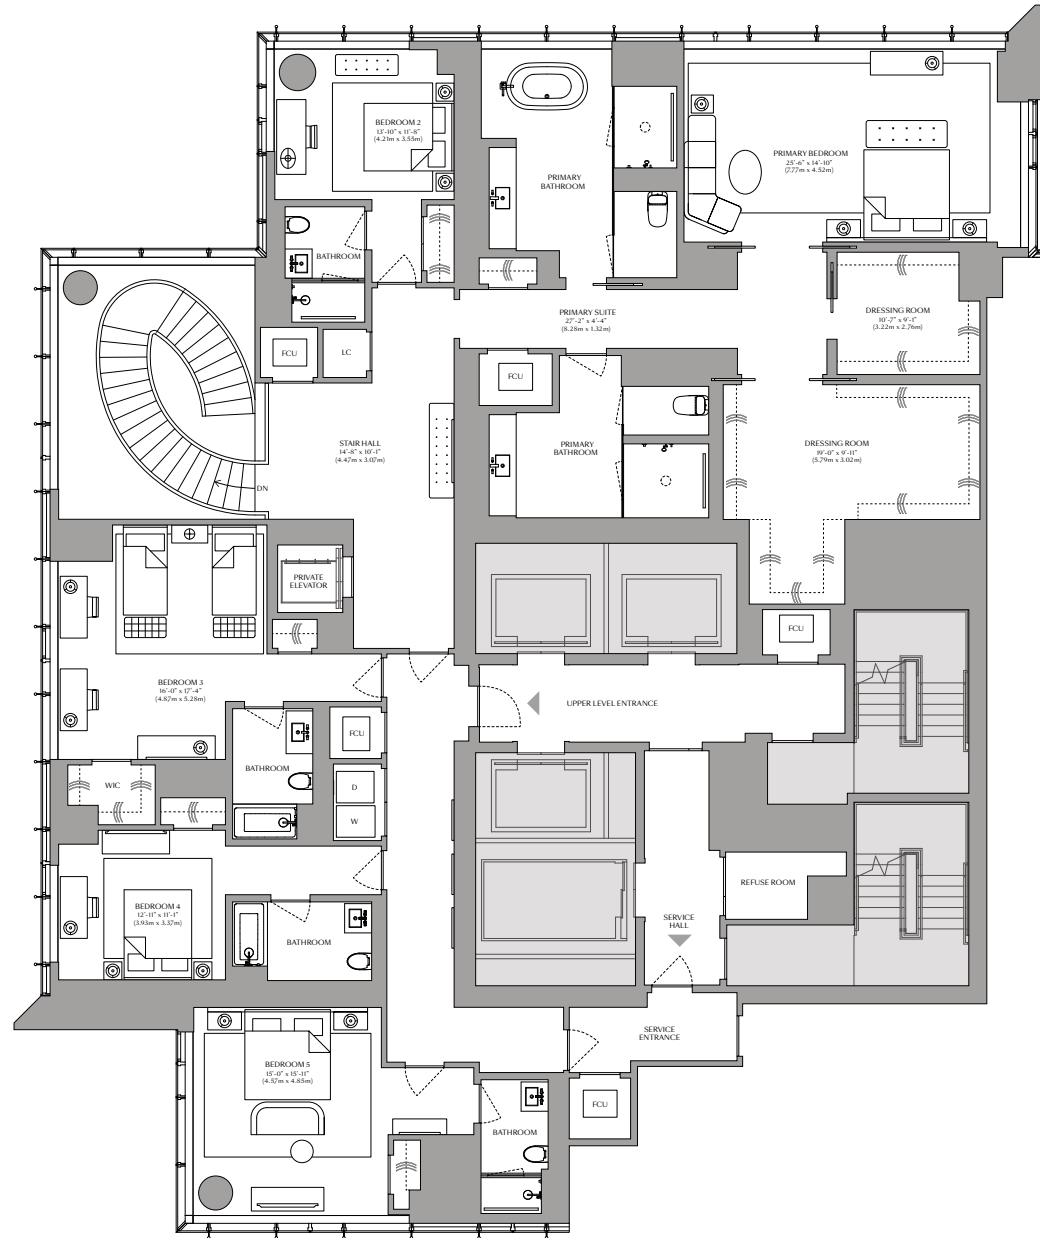 BEDROOM 2
13'-10" x 11'-8"
(4.21m x 3.55m)
PRIMARY
BATHROOM
PRIMARY BEDROOM
25'-6" x 14'-10"
(7.77m x 4.52m)
BATHROOM
PRIMARY SUITE
27'-2" x 4'-4"
(8.28m x 1.32m)
DRESSING ROOM
10'-7" x 9'-1"
(3.22m x 2.76m)
FCU
LC
FCU
STAIR HALL
14'-8" x 10'-1"
(4.47m x 3.07m)
PRIMARY
BATHROOM
DRESSING ROOM
19'-0" x 9'-11"
(5.79m x 3.02m)
DN
PRIVATE
ELEVATOR
FCU
BEDROOM 3
16'-0" x 17'-4"
(4.87m x 5.28m)
UPPER LEVEL ENTRANCE
FCU
BATHROOM
WIC
D
W
REFUSE ROOM
BEDROOM 4
12'-11" x 11'-1"
(3.93m x 3.37m)
SERVICE
HALL
BATHROOM
SERVICE
ENTRANCE
BEDROOM 5
15'-0" x 15'-11"
(4.57m x 4.85m)
FCU
BATHROOM